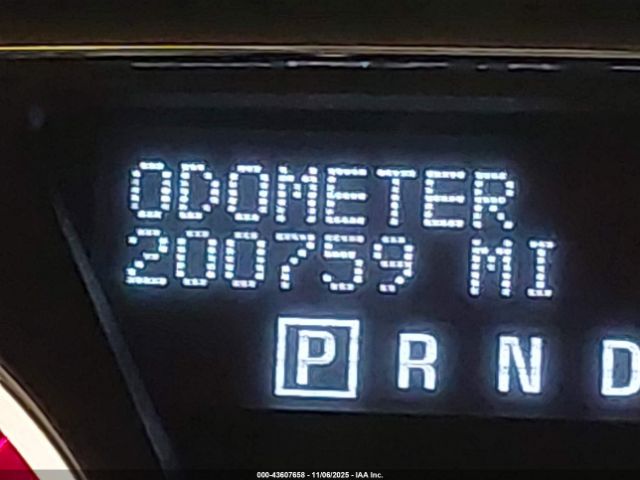 ODOMETER
200759 MI
P R N D
000-43607658 - 11/06/2025 - IAA Inc.